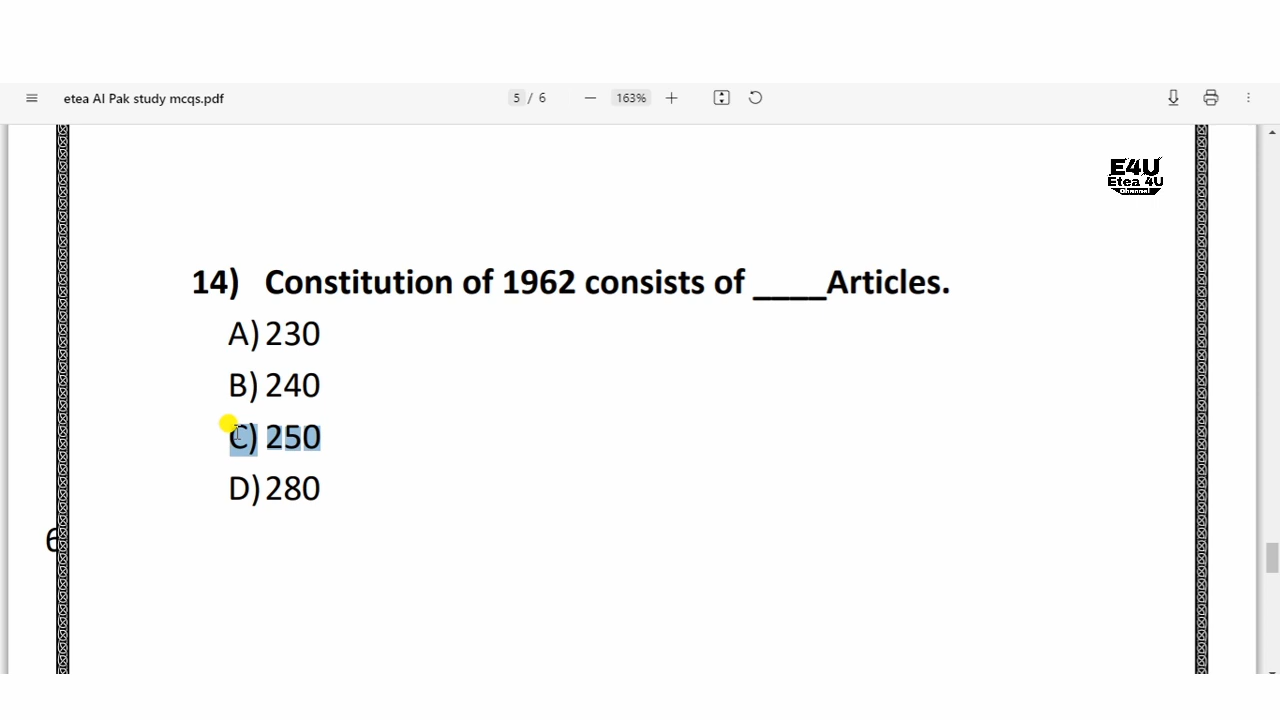 etea AI Pak study mcqs.pdf
5 / 6
163%
E4U
Etea 4U
Channel
14) Constitution of 1962 consists of ____Articles.
A) 230
B) 240
C) 250
D) 280
6